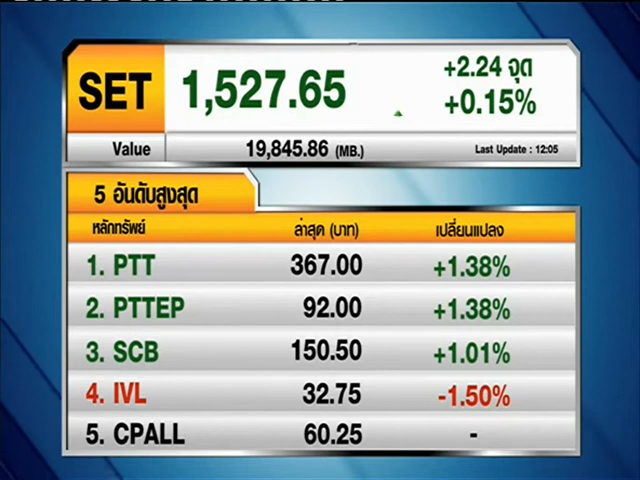 SET 1,527.65 +2.24 จุด
+0.15%
Value 19,845.86 (MB.) Last Update : 12:05
5 อันดับสูงสุด
หลักทรัพย์ ล่าสุด (บาท) เปลี่ยนแปลง
1. PTT 367.00 +1.38%
2. PTTEP 92.00 +1.38%
3. SCB 150.50 +1.01%
4. IVL 32.75 -1.50%
5. CPALL 60.25 -